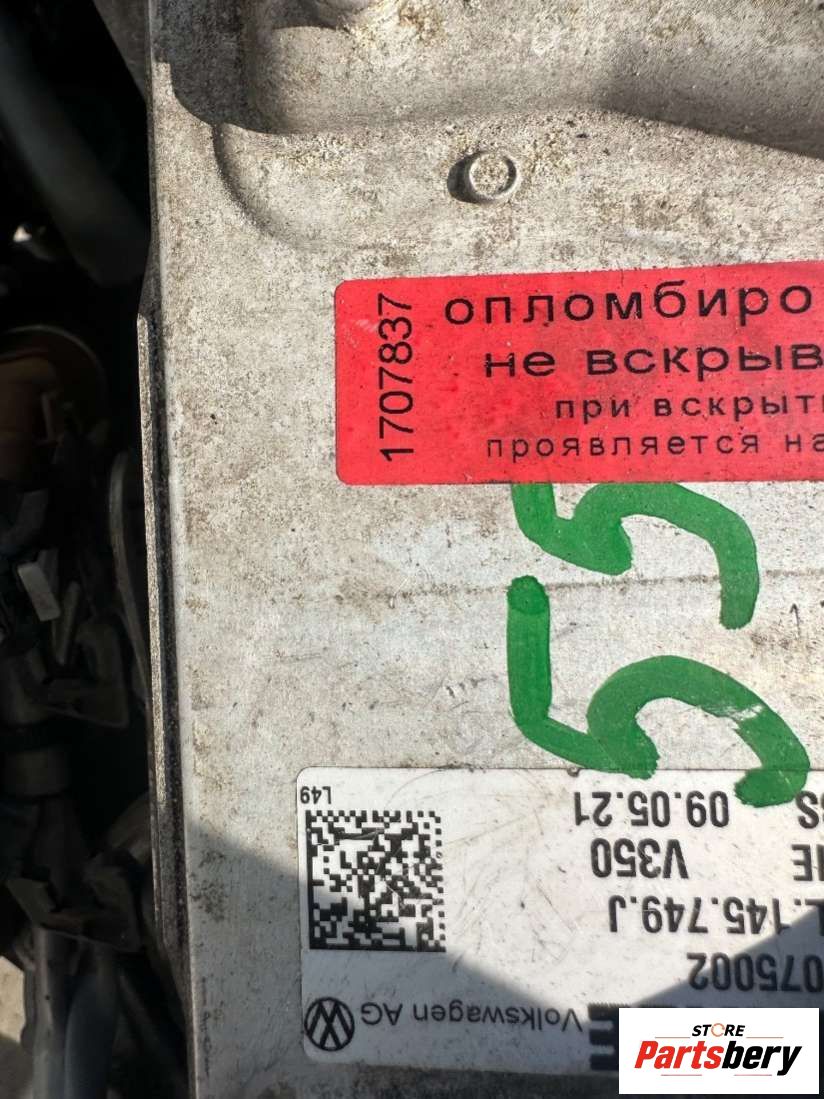 1707837
опломбиро
не вскрыв
при вскрыт
проявляется на
55
L49
09.05.21
V350
.145.749.J
075002
Volkswagen AG
STORE
Partsbery